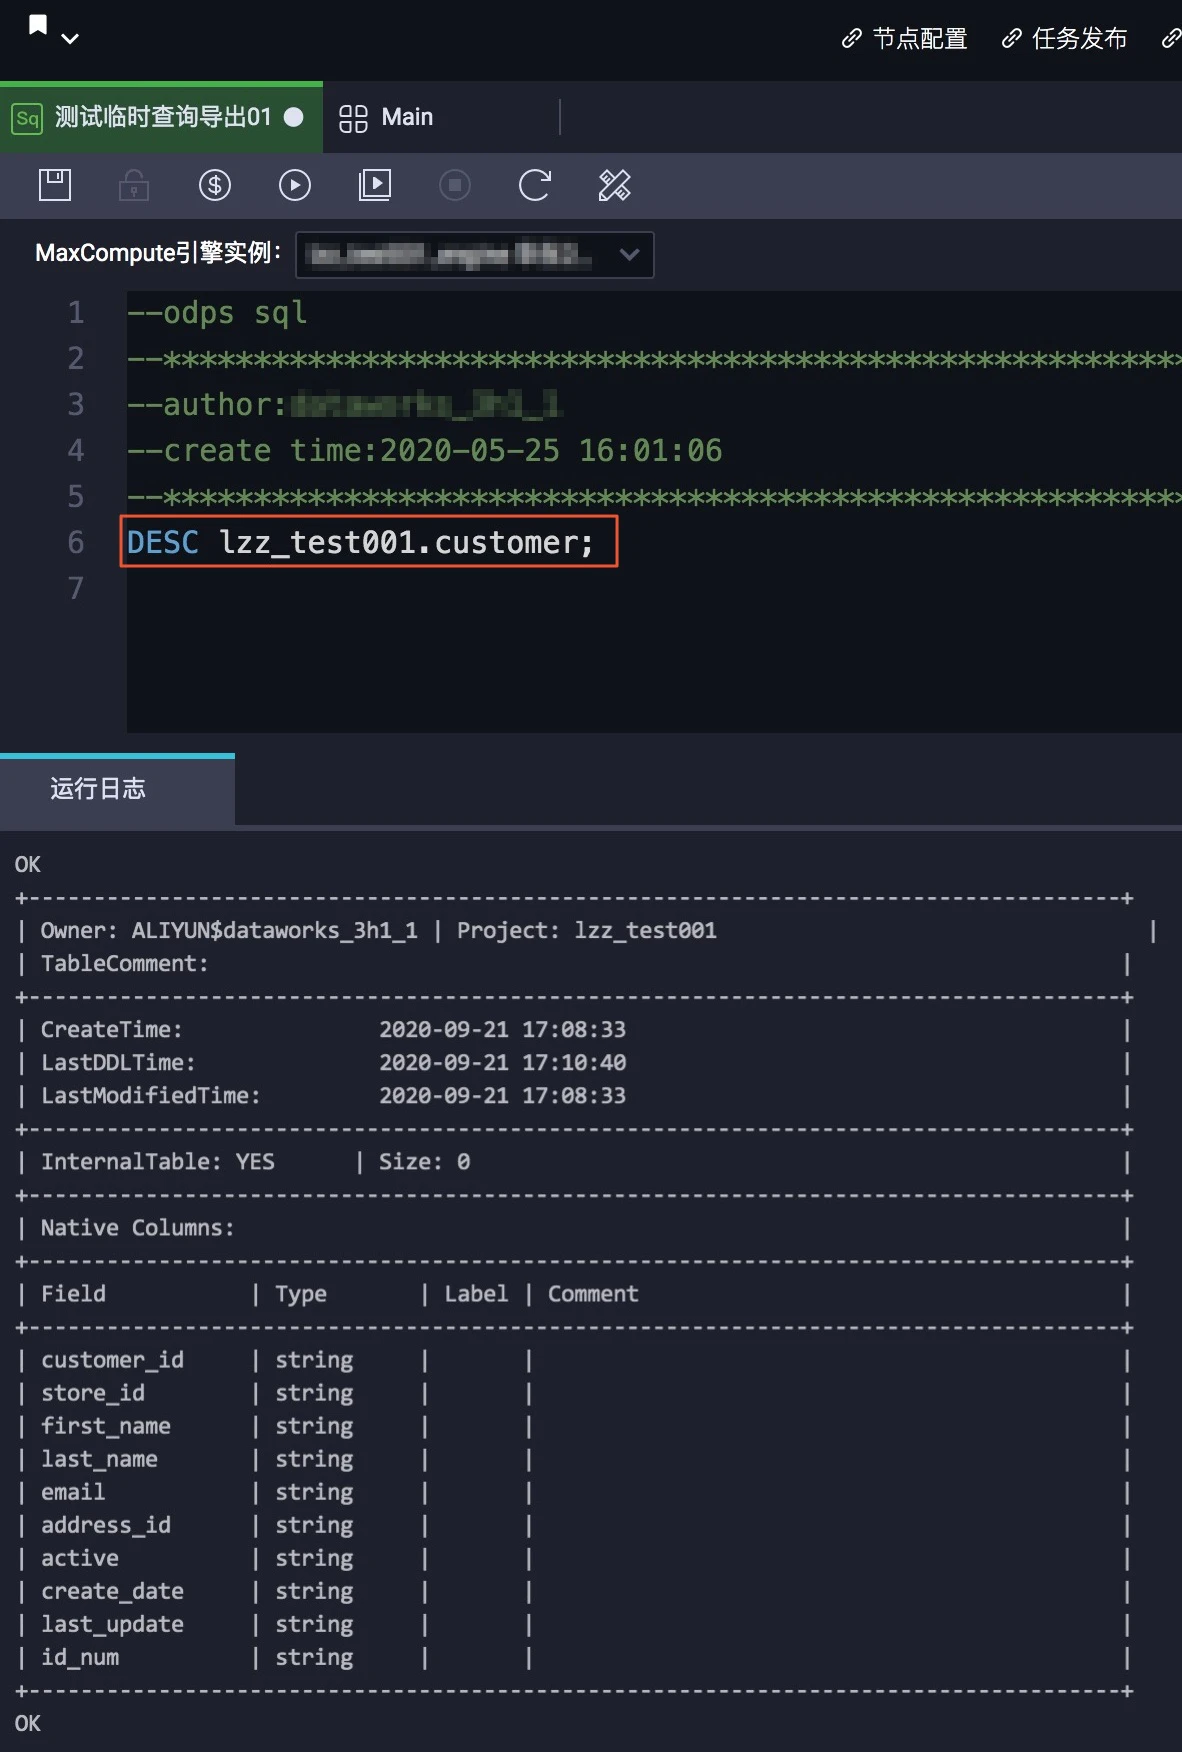 节点配置 任务发布
Sq 测试临时查询导出01 Main
MaxCompute引擎实例:
1 --odps sql
2 --*********************************************************
3 --author:
4 --create time:2020-05-25 16:01:06
5 --*********************************************************
6 DESC lzz_test001.customer;
7
运行日志
OK
+------------------------------------------------------------------------------------+
| Owner: ALIYUN$dataworks_3h1_1 | Project: lzz_test001                                 |
| TableComment:                                                                      |
+------------------------------------------------------------------------------------+
| CreateTime:               2020-09-21 17:08:33                                      |
| LastDDLTime:              2020-09-21 17:10:40                                      |
| LastModifiedTime:         2020-09-21 17:08:33                                      |
+------------------------------------------------------------------------------------+
| InternalTable: YES      | Size: 0                                                  |
+------------------------------------------------------------------------------------+
| Native Columns:                                                                    |
+------------------------------------------------------------------------------------+
| Field           | Type       | Label | Comment                                     |
+------------------------------------------------------------------------------------+
| customer_id     | string     |       |                                             |
| store_id        | string     |       |                                             |
| first_name      | string     |       |                                             |
| last_name       | string     |       |                                             |
| email           | string     |       |                                             |
| address_id      | string     |       |                                             |
| active          | string     |       |                                             |
| create_date     | string     |       |                                             |
| last_update     | string     |       |                                             |
| id_num          | string     |       |                                             |
+------------------------------------------------------------------------------------+
OK